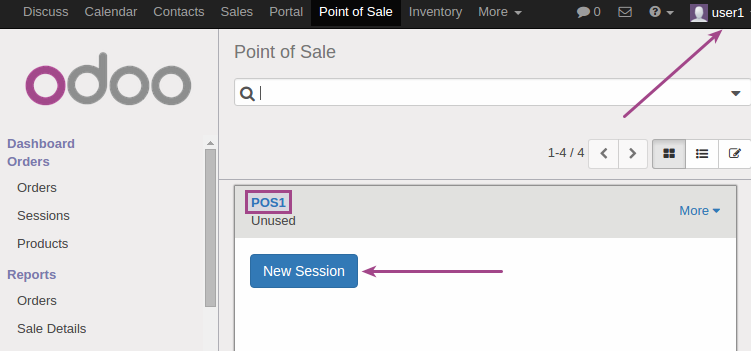 Discuss Calendar Contacts Sales Portal Point of Sale Inventory More 0 user1
odoo
Point of Sale
Dashboard
Orders
Orders
Sessions
Products
Reports
Orders
Sale Details
1-4 / 4
POS1
Unused
More
New Session